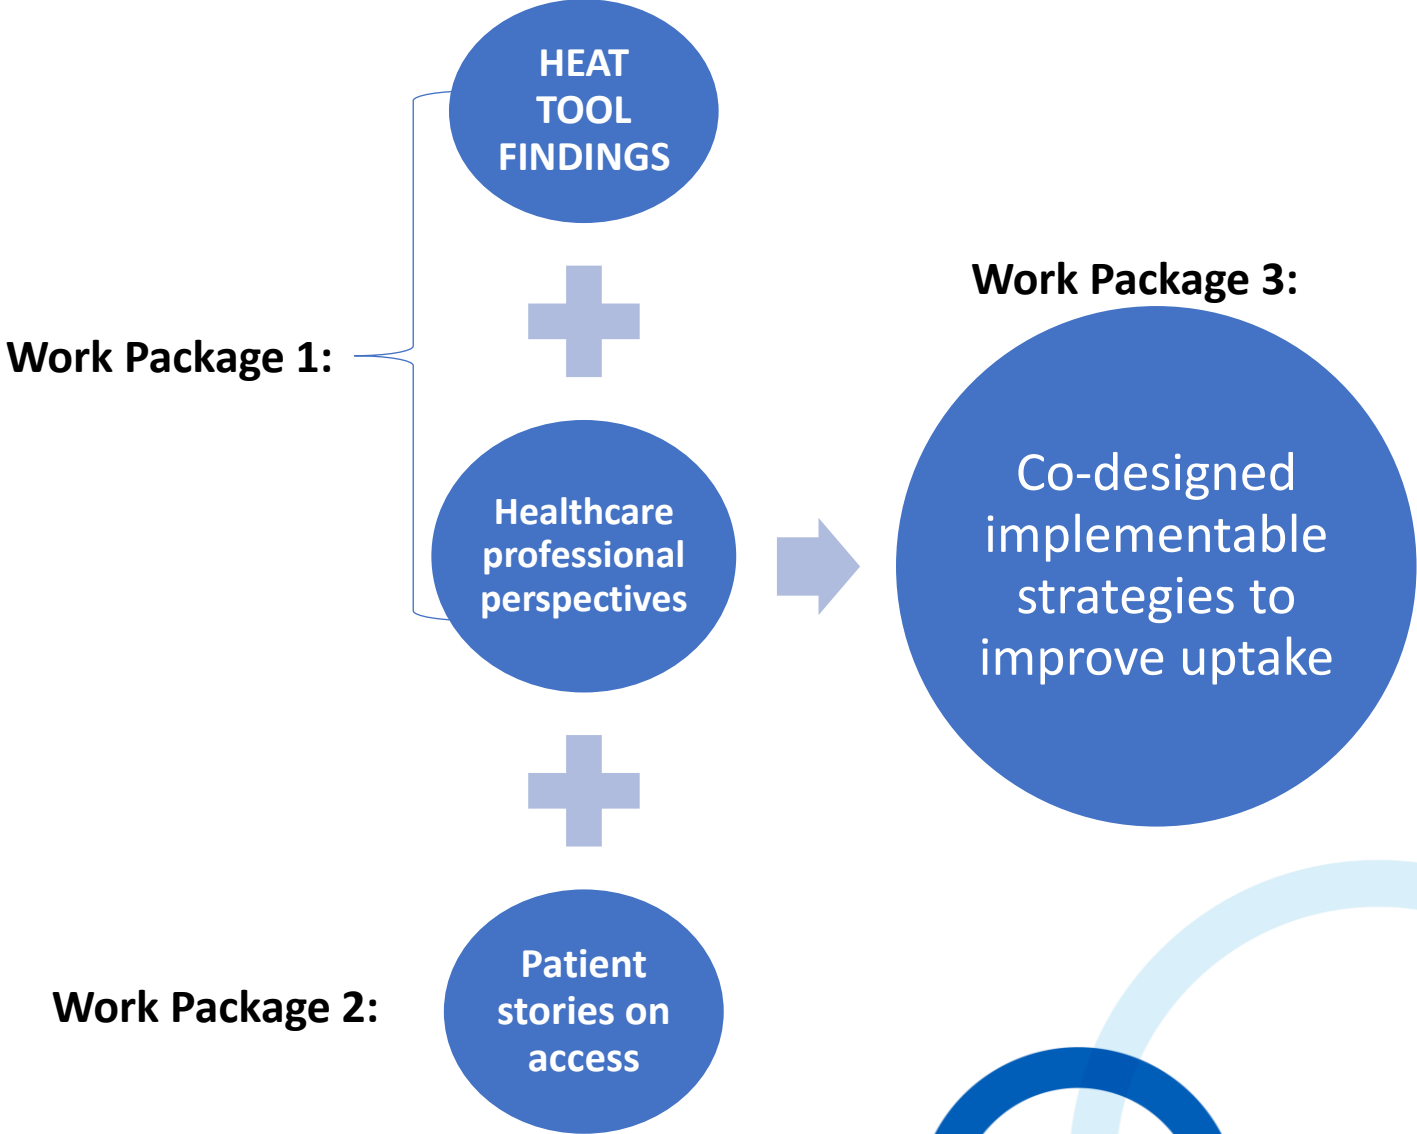 HEAT
TOOL
FINDINGS
Work Package 1:
Healthcare
professional
perspectives
Work Package 2:
Patient
stories on
access
Work Package 3:
Co-designed
implementable
strategies to
improve uptake